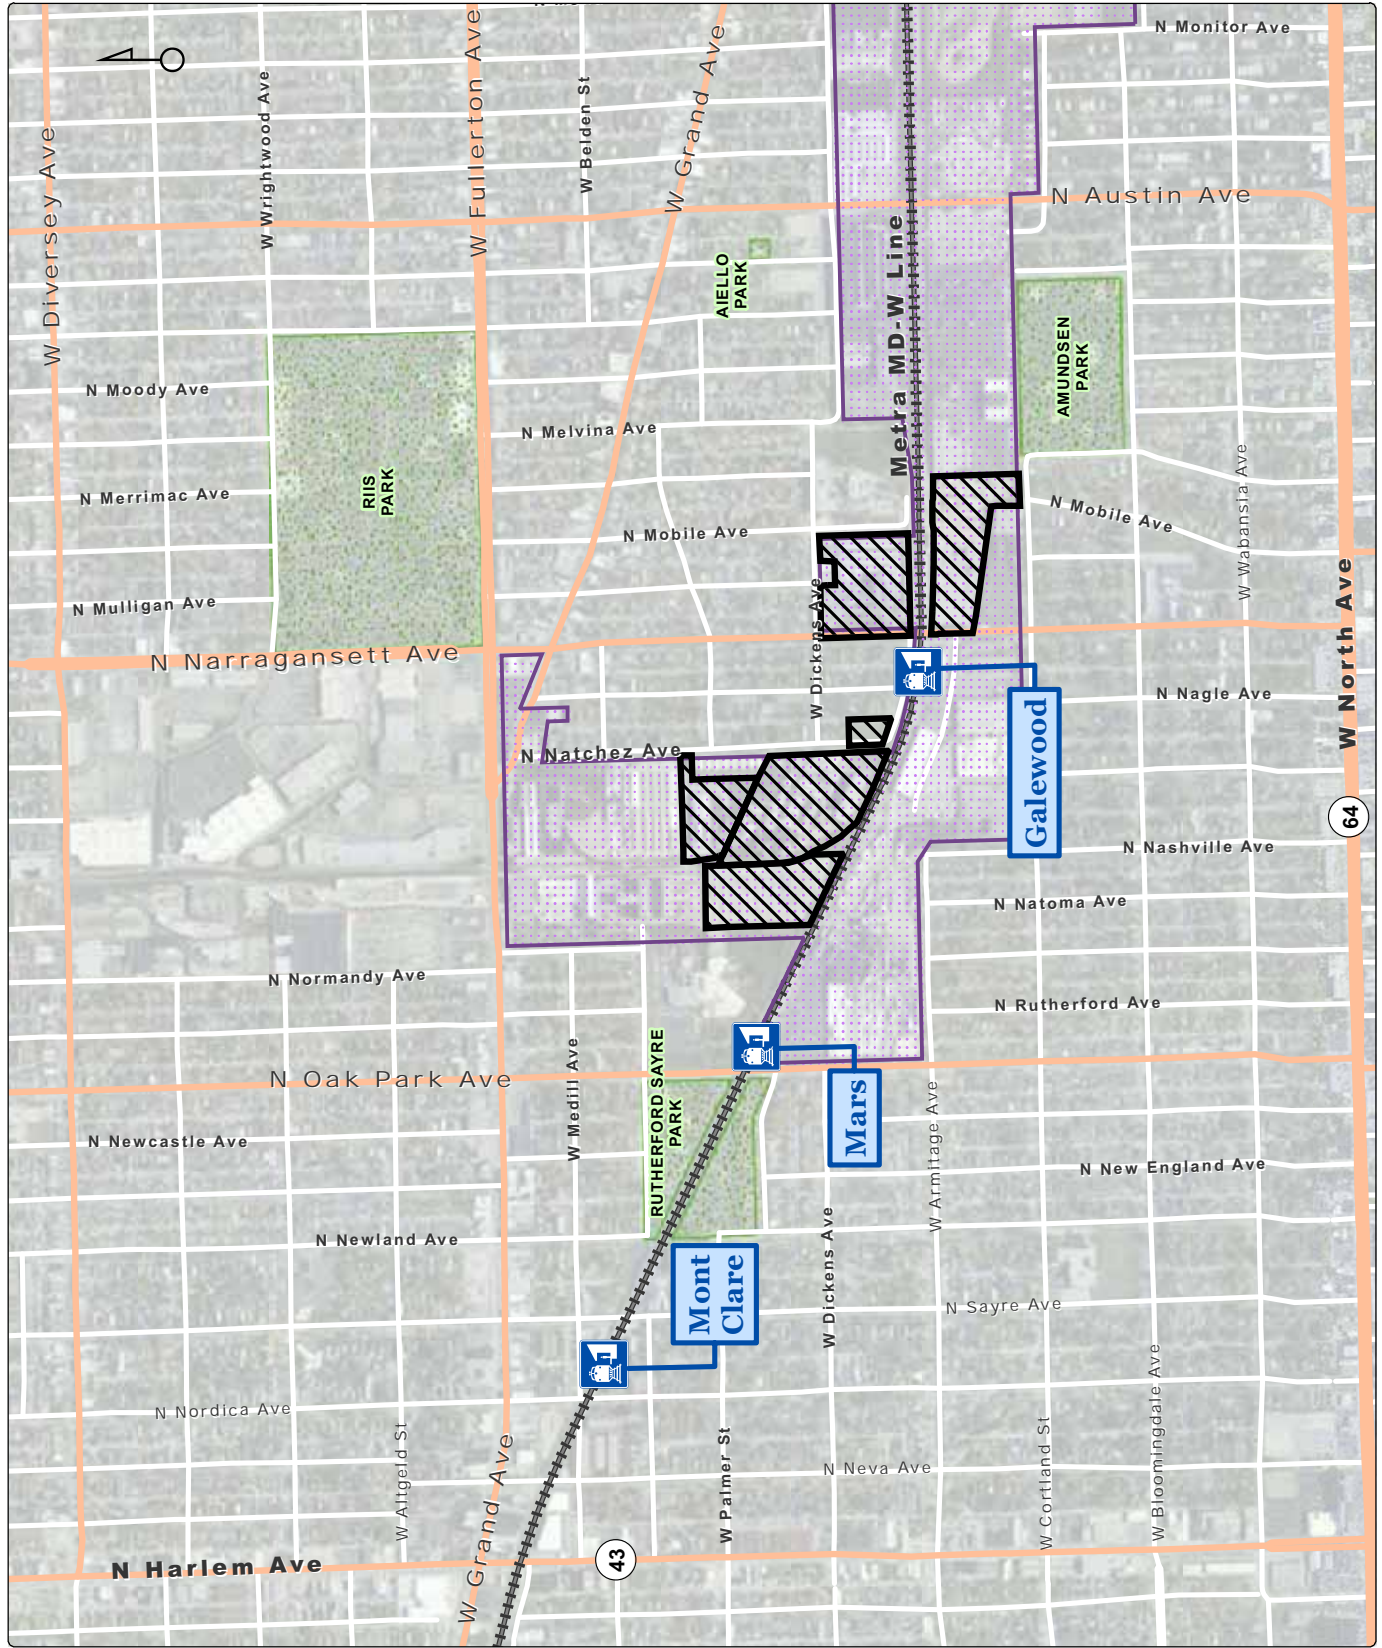 N Monitor Ave
W Wrightwood Ave
W Fullerton Ave
W Belden St
W Grand Ave
W Diversey Ave
N Austin Ave
Metra MD-W Line
AIELLO
PARK
AMUNDSEN
PARK
N Moody Ave
N Melvina Ave
N Merrimac Ave
RIIS
PARK
N Mobile Ave
N Mobile Ave
W Wabansia Ave
N Mulligan Ave
W Dickens Ave
W North Ave
N Narragansett Ave
N Nagle Ave
N Natchez Ave
Galewood
64
N Nashville Ave
N Natoma Ave
N Normandy Ave
N Rutherford Ave
N Oak Park Ave
W Medill Ave
RUTHERFORD SAYRE
PARK
Mars
W Armitage Ave
N Newcastle Ave
N New England Ave
N Newland Ave
Mont
Clare
W Dickens Ave
N Sayre Ave
N Nordica Ave
W Altgeld St
W Grand Ave
W Palmer St
N Neva Ave
W Cortland St
W Bloomingdale Ave
N Harlem Ave
43